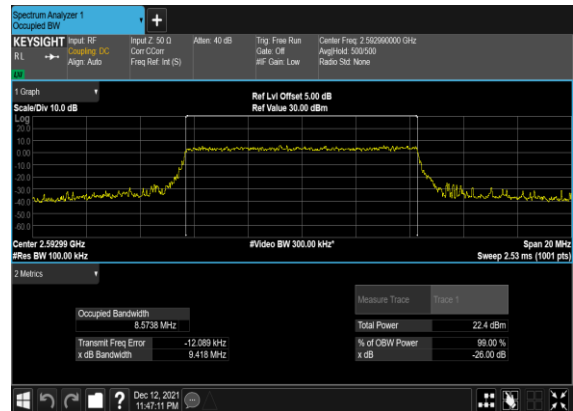 Spectrum Analyzer 1
Occupied BW
+
KEYSIGHT Input: RF Input Z: 50 Ω Atten: 40 dB Trig: Free Run Center Freq: 2.592990000 GHz
RL Coupling: DC Corr CCorr Gate: Off Avg|Hold: 500/500
Align: Auto Freq Ref: Int (S) #IF Gain: Low Radio Std: None
1 Graph
Ref Lvl Offset 5.00 dB
Scale/Div 10.0 dB Ref Value 30.00 dBm
Log
20.0
10.0
0.00
-10.0
-20.0
-30.0
-40.0
-50.0
-60.0
Center 2.59299 GHz #Video BW 300.00 kHz* Span 20 MHz
#Res BW 100.00 kHz Sweep 2.53 ms (1001 pts)
2 Metrics
Measure Trace Trace 1
Occupied Bandwidth
8.5738 MHz Total Power 22.4 dBm
Transmit Freq Error -12.089 kHz % of OBW Power 99.00 %
x dB Bandwidth 9.418 MHz x dB -26.00 dB
? Dec 12, 2021
11:47:11 PM